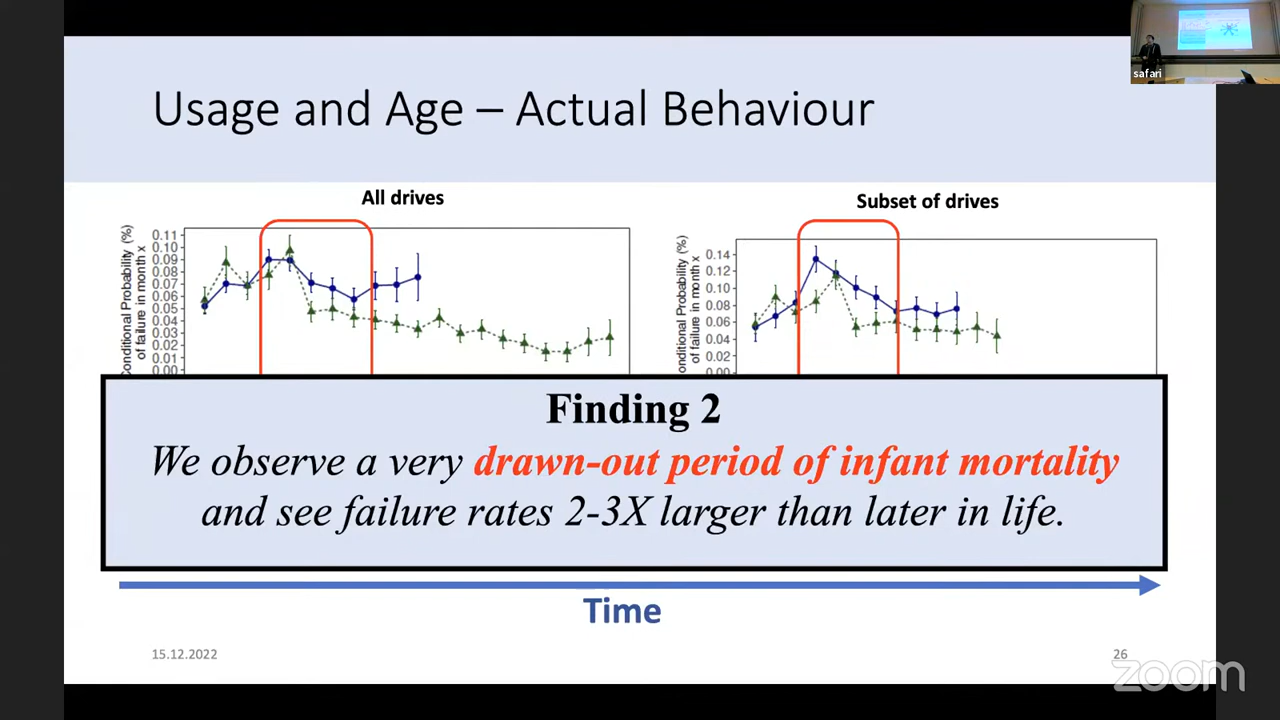 safari
Usage and Age – Actual Behaviour
All drives
Subset of drives
Conditional Probability (%)
of failure in month x
0.11
0.10
0.09
0.08
0.07
0.06
0.05
0.04
0.03
0.02
0.01
0.00
onditional Probability (%)
of failure in month x
0.14
0.12
0.10
0.08
0.06
0.04
0.02
0.00
Finding 2
We observe a very drawn-out period of infant mortality
and see failure rates 2-3X larger than later in life.
Time
15.12.2022
26
zoom